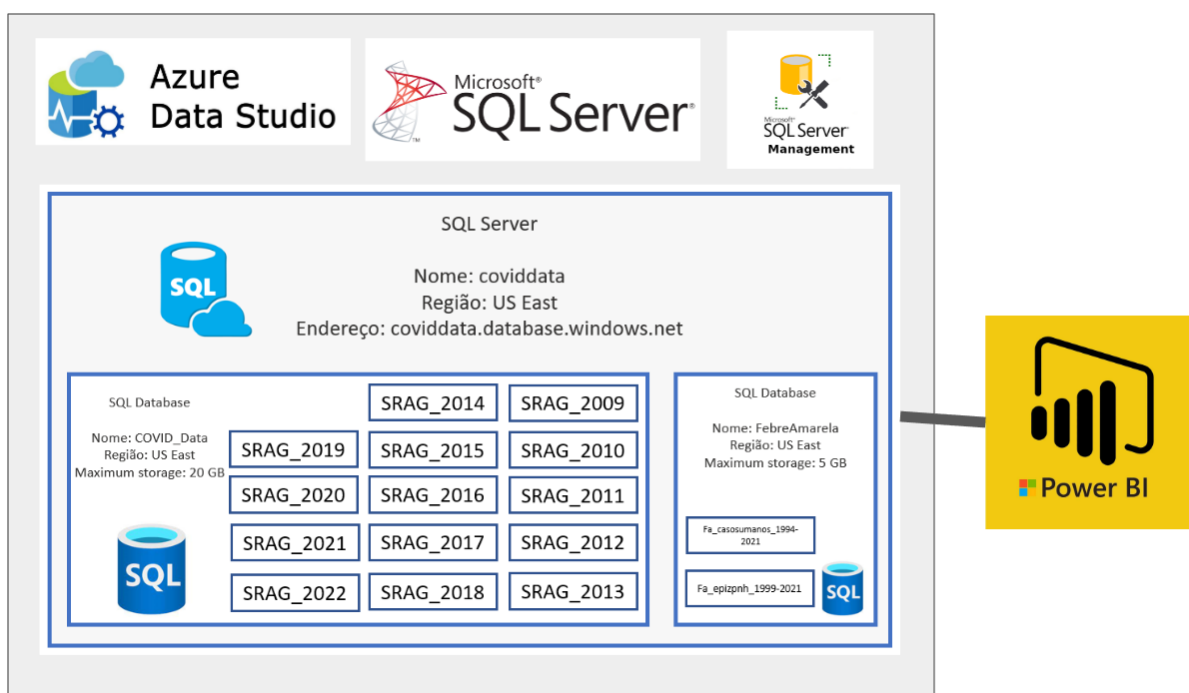 Azure
Data Studio
Microsoft®
SQL Server®
™
Microsoft®
SQL Server
Management
SQL Server
Nome: coviddata
Região: US East
Endereço: coviddata.database.windows.net
SQL
SQL Database
Nome: COVID_Data
Região: US East
Maximum storage: 20 GB
SQL
SRAG_2014
SRAG_2009
SRAG_2019
SRAG_2015
SRAG_2010
SRAG_2020
SRAG_2016
SRAG_2011
SRAG_2021
SRAG_2017
SRAG_2012
SRAG_2022
SRAG_2018
SRAG_2013
SQL Database
Nome: FebreAmarela
Região: US East
Maximum storage: 5 GB
Fa_casosumanos_1994-
2021
Fa_epizpnh_1999-2021
SQL
Power BI